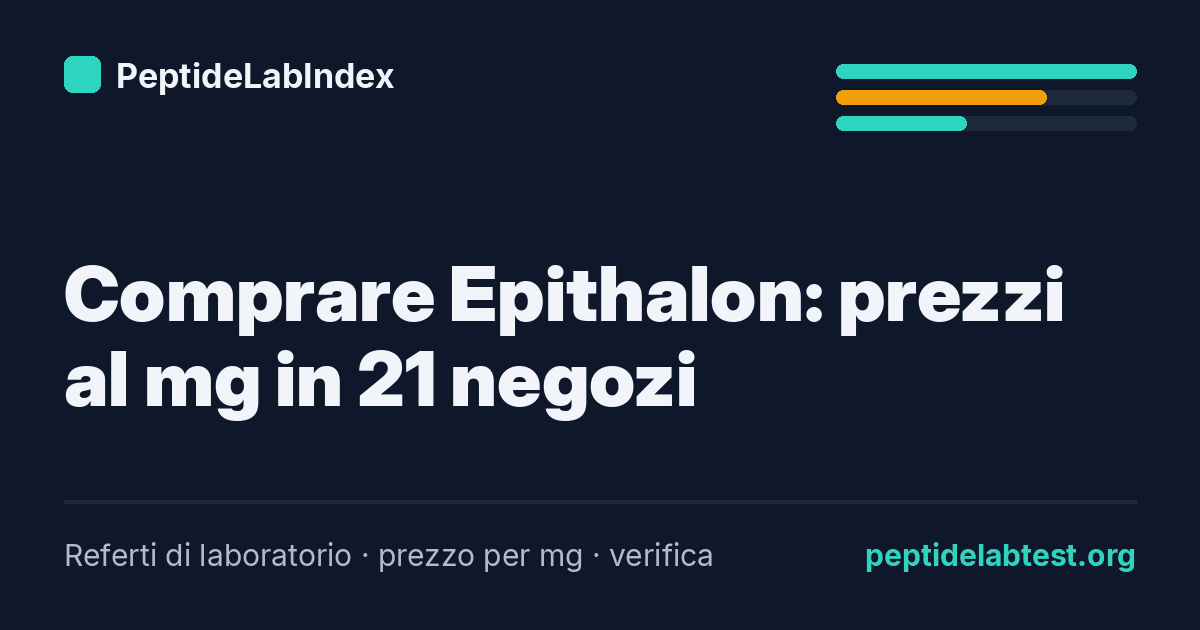 PeptideLabIndex
Comprare Epithalon: prezzi
al mg in 21 negozi
Referti di laboratorio · prezzo per mg · verifica
peptidelabtest.org